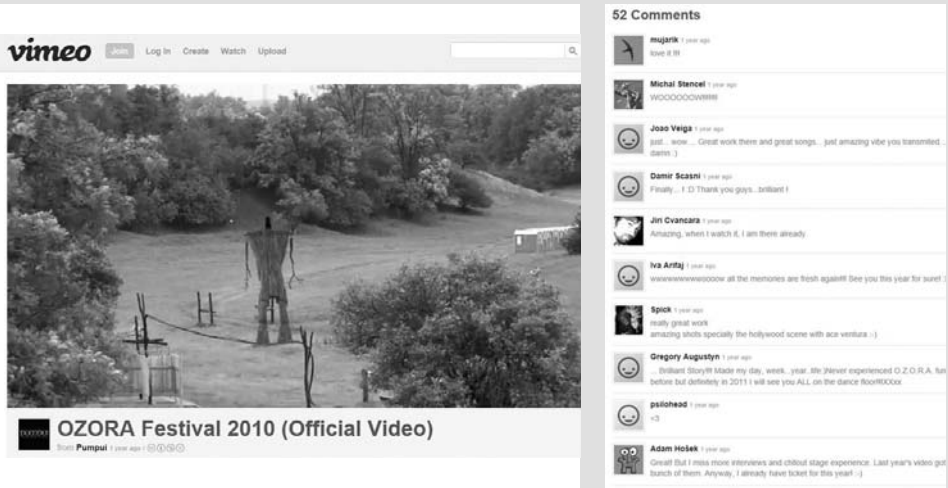 vimeo Join Log In Create Watch Upload
OZORA Festival 2010 (Official Video)
from Pumpui 1 year ago
52 Comments
mujarik 1 year ago
love it !!!
Michal Stencel 1 year ago
Joao Veiga 1 year ago
just... wow.... Great work there and great songs... just amazing vibe you transmited...
damn :)
Damir Scasni 1 year ago
Finally... ! :D Thank you guys...brilliant !
Jiri Cvancara 1 year ago
Amazing, when I watch it, I am there already.
Iva Arifaj 1 year ago
all the memories are fresh again!!! See you this year for sure!
Spick 1 year ago
really great work
amazing shots specially the hollywood scene with ace ventura :-)
Gregory Augustyn 1 year ago
... Brilliant Story!!! Made my day, week...year..life:)Never experienced O.Z.O.R.A. fun
before but definitely in 2011 I will see you ALL on the dance floor!!!XXxx
psilohead 1 year ago
<3
Adam Hošek 1 year ago
Great! But I miss more interviews and chillout stage experience. Last year's video got
bunch of them. Anyway, I already have ticket for this year! :-)